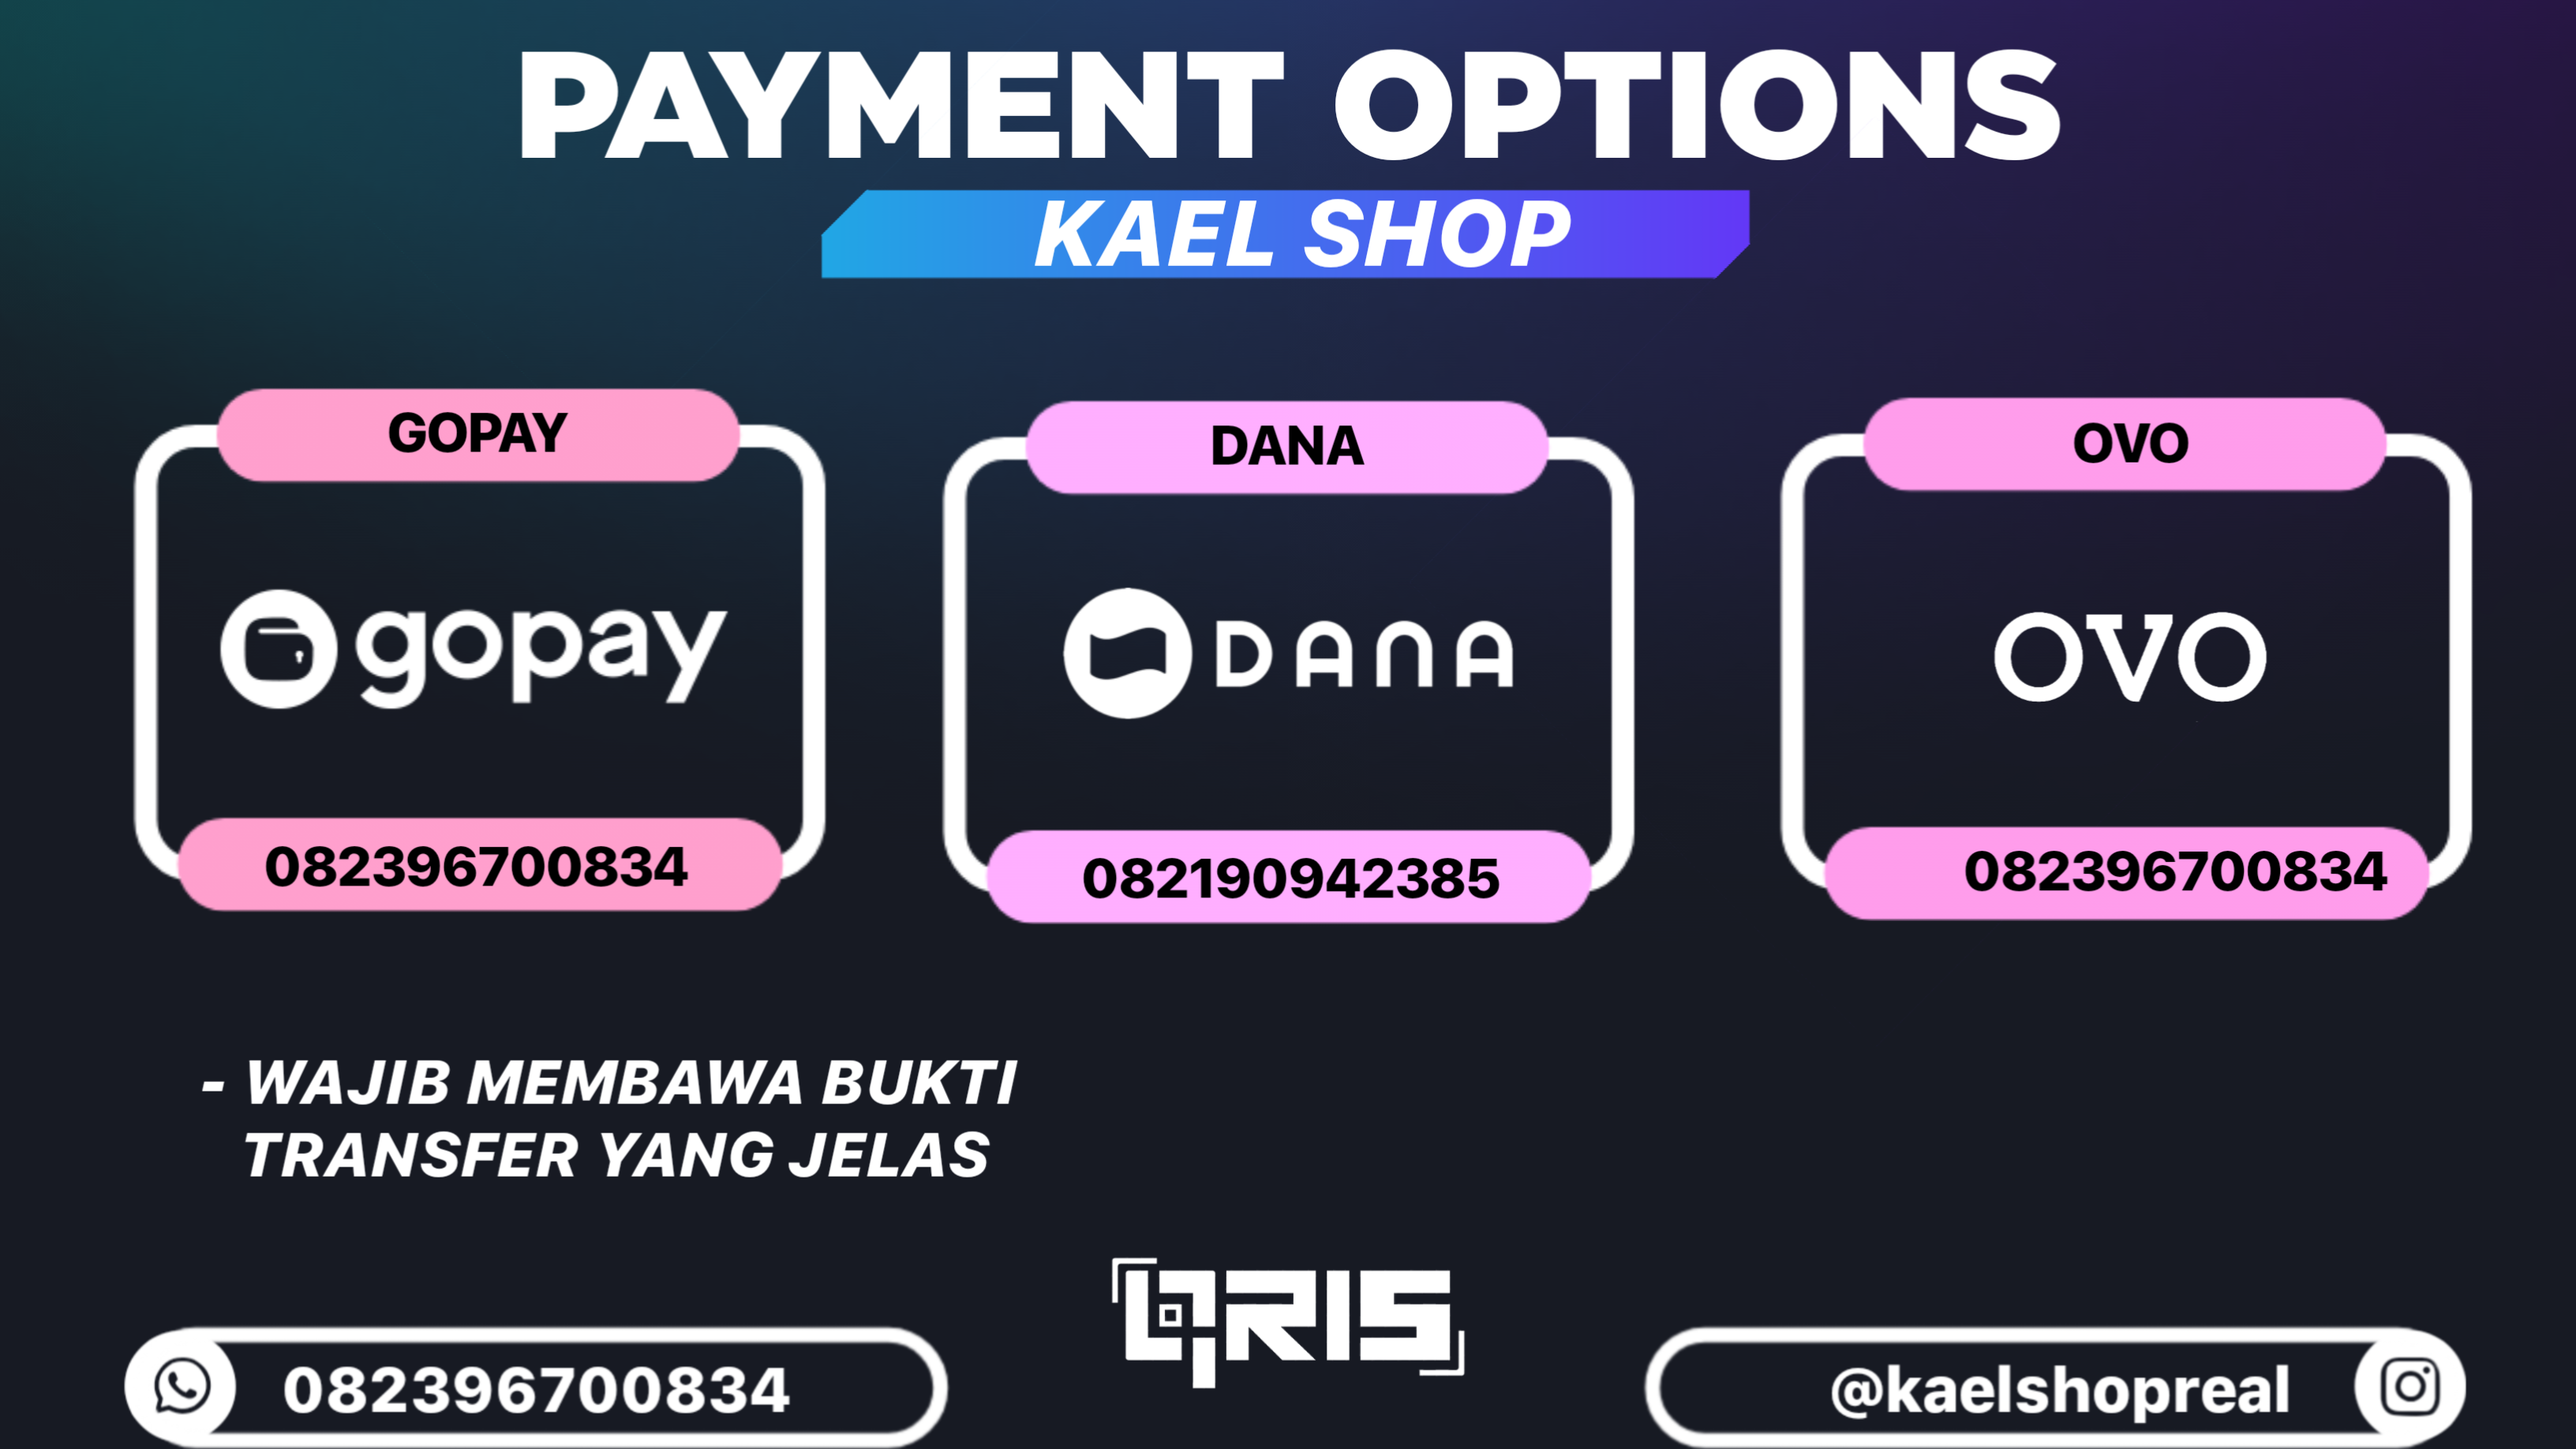 PAYMENT OPTIONS
KAEL SHOP
GOPAY
gopay
082396700834
DANA
DANA
082190942385
OVO
OVO
082396700834
- WAJIB MEMBAWA BUKTI
TRANSFER YANG JELAS
QRIS
082396700834
@kaelshopreal